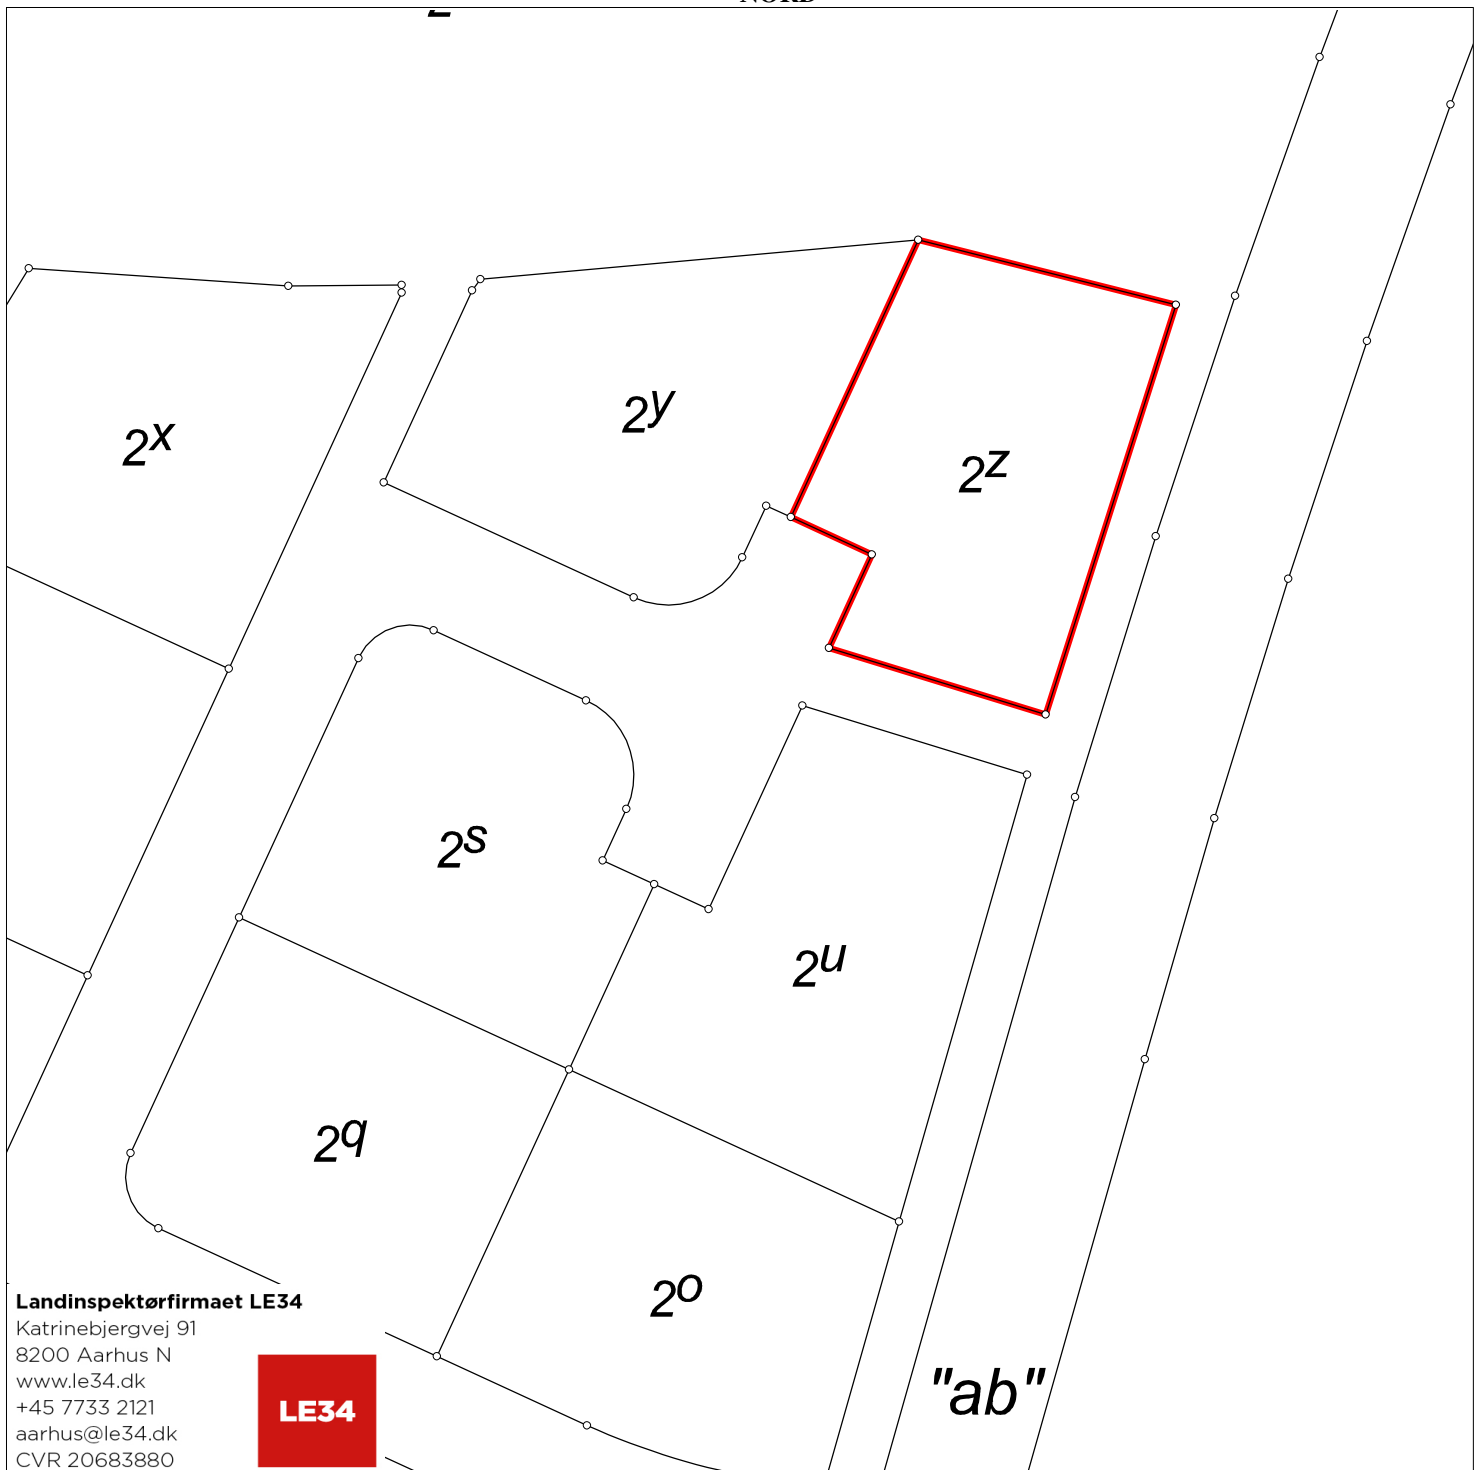 NORD
2x
2y
2z
2s
2u
2q
2o
"ab"
Landinspektørfirmaet LE34
Katrinebjergvej 91
8200 Aarhus N
www.le34.dk
+45 7733 2121
aarhus@le34.dk
CVR 20683880
LE34